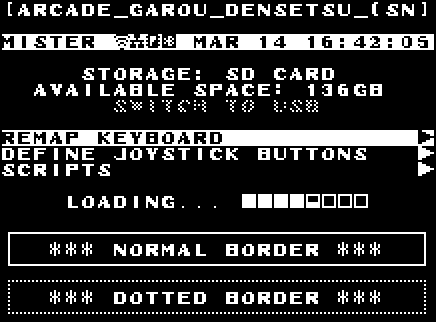 [ARCADE_GAROU_DENSETSU_(SN]
MISTER MAR 14 16:42:05
STORAGE: SD CARD
AVAILABLE SPACE: 136GB
SWITCH TO USB
REMAP KEYBOARD
DEFINE JOYSTICK BUTTONS
SCRIPTS
LOADING...
*** NORMAL BORDER ***
*** DOTTED BORDER ***